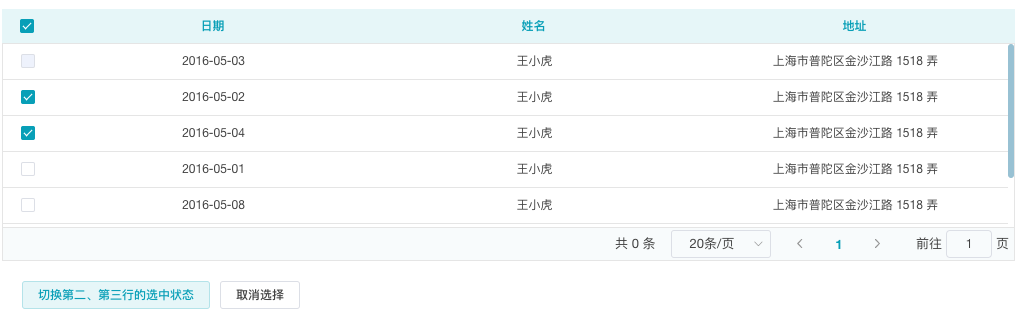 日期 姓名 地址
2016-05-03 王小虎 上海市普陀区金沙江路 1518 弄
2016-05-02 王小虎 上海市普陀区金沙江路 1518 弄
2016-05-04 王小虎 上海市普陀区金沙江路 1518 弄
2016-05-01 王小虎 上海市普陀区金沙江路 1518 弄
2016-05-08 王小虎 上海市普陀区金沙江路 1518 弄
共 0 条 20条/页 1 前往 1 页
切换第二、第三行的选中状态 取消选择